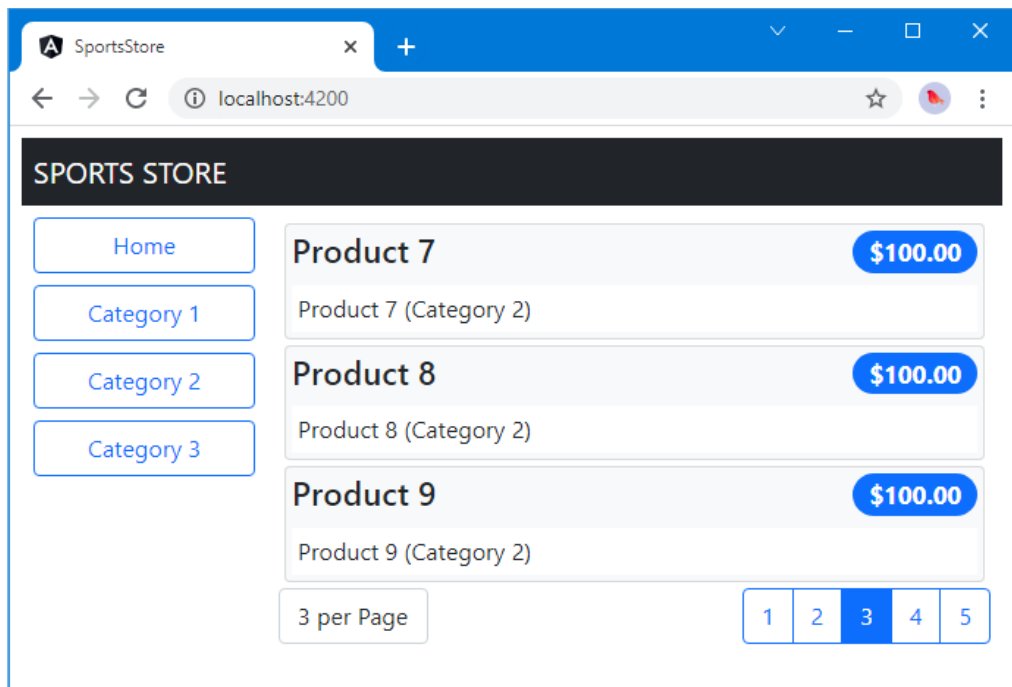 SportsStore
localhost:4200
SPORTS STORE
Home
Category 1
Category 2
Category 3
Product 7 $100.00
Product 7 (Category 2)
Product 8 $100.00
Product 8 (Category 2)
Product 9 $100.00
Product 9 (Category 2)
3 per Page 1 2 3 4 5